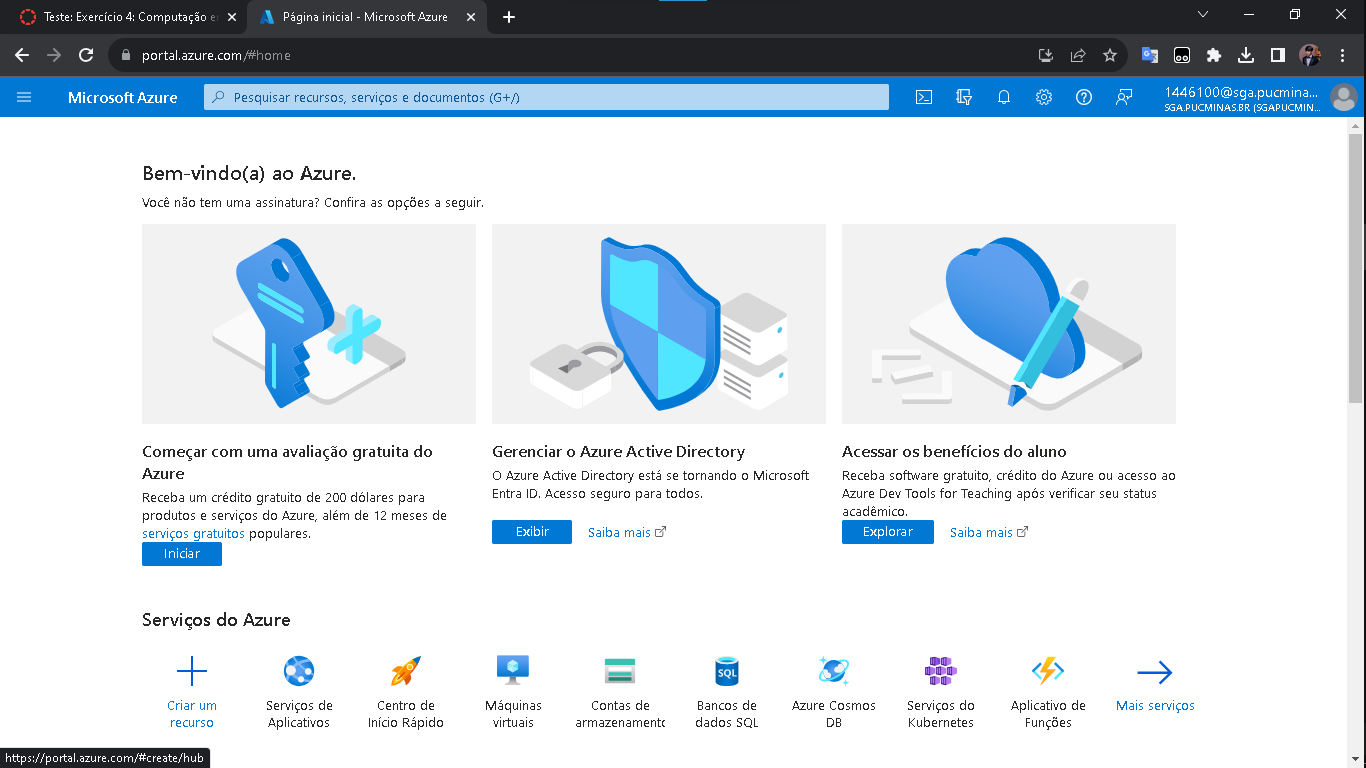 Teste: Exercício 4: Computação e
Página inicial - Microsoft Azure
portal.azure.com/#home
Microsoft Azure
Pesquisar recursos, serviços e documentos (G+/)
1446100@sga.pucmina...
SGA.PUCMINAS.BR (SGAPUCMIN...
Bem-vindo(a) ao Azure.
Você não tem uma assinatura? Confira as opções a seguir.
Começar com uma avaliação gratuita do
Azure
Receba um crédito gratuito de 200 dólares para
produtos e serviços do Azure, além de 12 meses de
serviços gratuitos populares.
Iniciar
Gerenciar o Azure Active Directory
O Azure Active Directory está se tornando o Microsoft
Entra ID. Acesso seguro para todos.
Exibir
Saiba mais
Acessar os benefícios do aluno
Receba software gratuito, crédito do Azure ou acesso ao
Azure Dev Tools for Teaching após verificar seu status
acadêmico.
Explorar
Saiba mais
Serviços do Azure
Criar um
recurso
Serviços de
Aplicativos
Centro de
Início Rápido
Máquinas
virtuais
Contas de
armazenamento
SQL
Bancos de
dados SQL
Azure Cosmos
DB
Serviços do
Kubernetes
Aplicativo de
Funções
Mais serviços
https://portal.azure.com/#create/hub